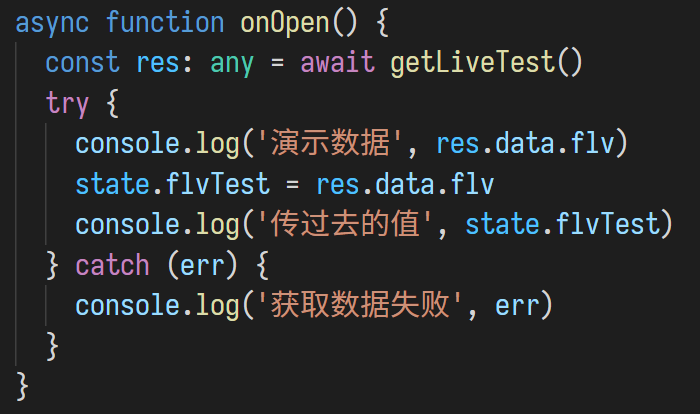 async function onOpen() {
const res: any = await getLiveTest()
try {
console.log('演示数据', res.data.flv)
state.flvTest = res.data.flv
console.log('传过去的值', state.flvTest)
} catch (err) {
console.log('获取数据失败', err)
}
}